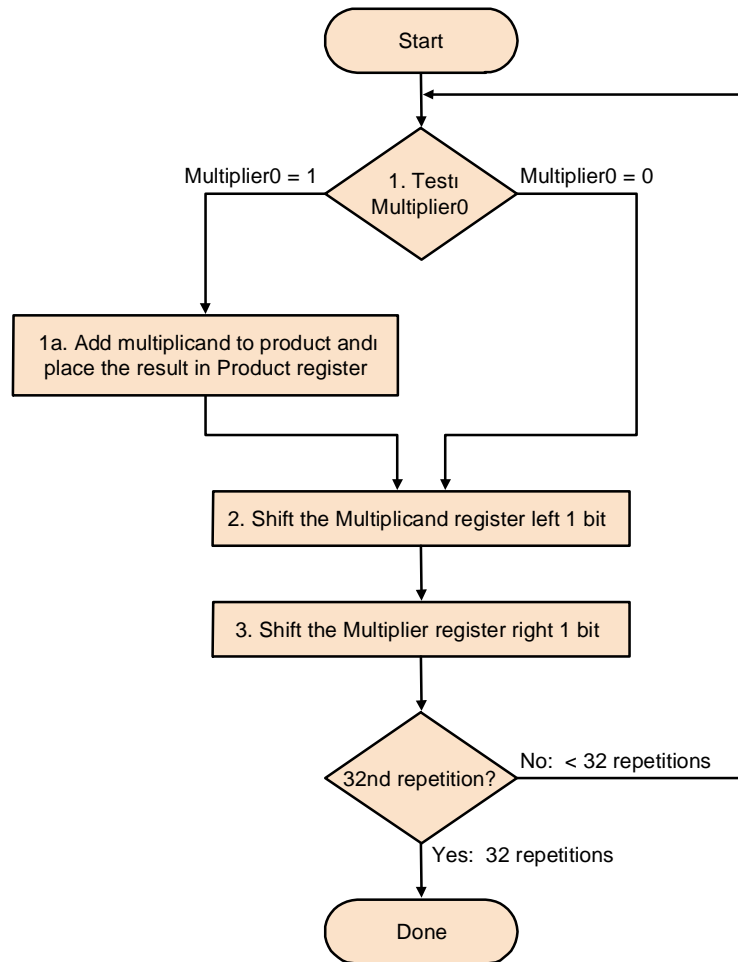 Start
Multiplier0 = 1
1. Testı
Multiplier0
Multiplier0 = 0
1a. Add multiplicand to product andı
place the result in Product register
2. Shift the Multiplicand register left 1 bit
3. Shift the Multiplier register right 1 bit
32nd repetition?
No:  < 32 repetitions
Yes:  32 repetitions
Done